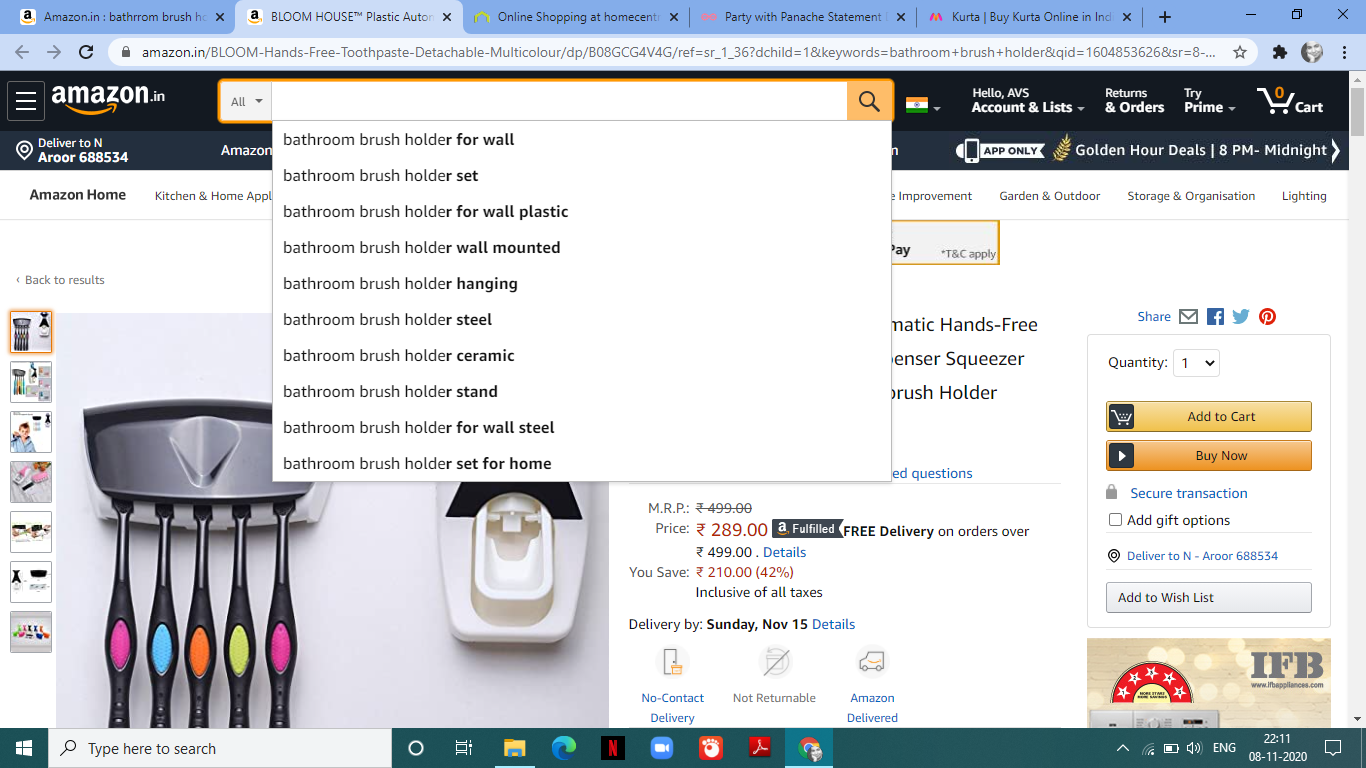 Amazon.in : bathrrom brush ho
BLOOM HOUSE™ Plastic Autom
Online Shopping at homecentr
Party with Panache Statement
Kurta | Buy Kurta Online in Indi
amazon.in/BLOOM-Hands-Free-Toothpaste-Detachable-Multicolour/dp/B08GCG4V4G/ref=sr_1_36?dchild=1&keywords=bathroom+brush+holder&qid=1604853626&sr=8-...
amazon.in
All
Hello, AVS
Account & Lists
Returns
& Orders
Try
Prime
0
Cart
Deliver to N
Aroor 688534
Amazon
n
APP ONLY
Golden Hour Deals | 8 PM- Midnight
bathroom brush holder for wall
bathroom brush holder set
bathroom brush holder for wall plastic
bathroom brush holder wall mounted
bathroom brush holder hanging
bathroom brush holder steel
bathroom brush holder ceramic
bathroom brush holder stand
bathroom brush holder for wall steel
bathroom brush holder set for home
Amazon Home
Kitchen & Home Appl
e Improvement
Garden & Outdoor
Storage & Organisation
Lighting
Pay
*T&C apply
‹ Back to results
matic Hands-Free
enser Squeezer
rush Holder
ed questions
M.R.P.: ₹ 499.00
Price: ₹ 289.00 a Fulfilled FREE Delivery on orders over
₹ 499.00 . Details
You Save: ₹ 210.00 (42%)
Inclusive of all taxes
Delivery by: Sunday, Nov 15 Details
No-Contact
Delivery
Not Returnable
Amazon
Delivered
Share
Quantity: 1
Add to Cart
Buy Now
Secure transaction
Add gift options
Deliver to N - Aroor 688534
Add to Wish List
IFB
www.ifbappliances.com
MORE STARS
MORE SAVINGS
Type here to search
ENG
22:11
08-11-2020